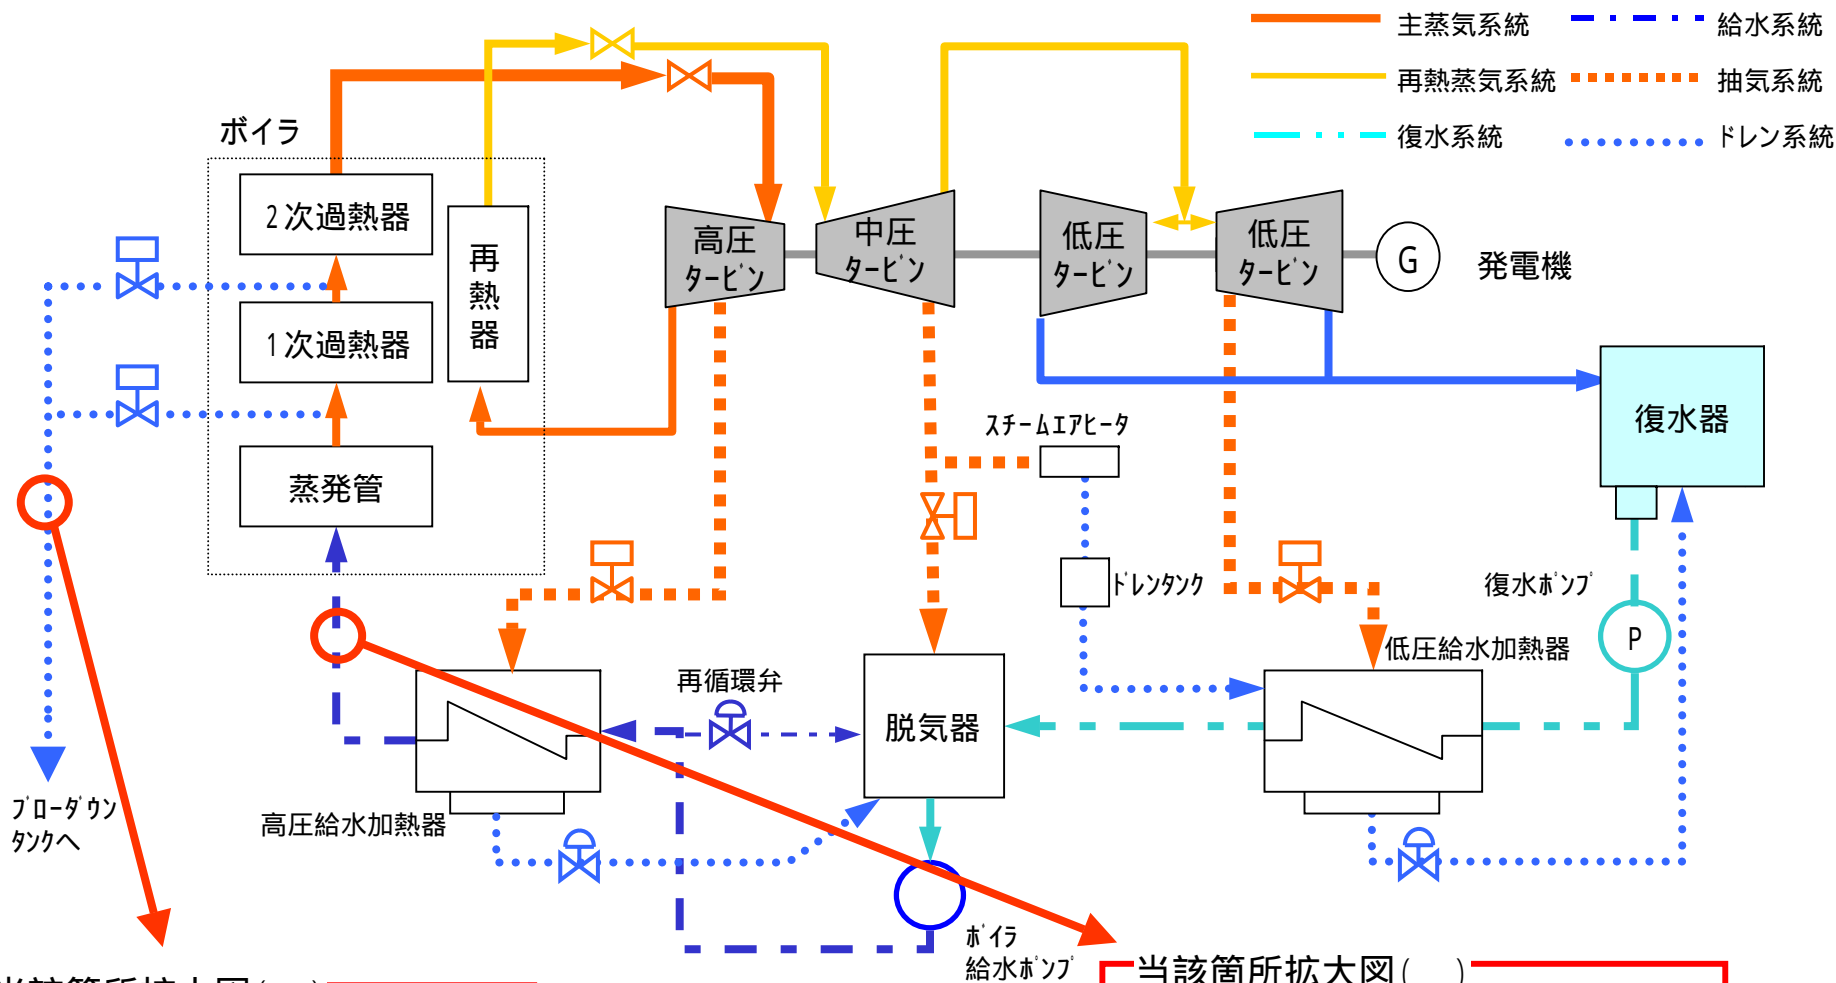 主蒸気系統
給水系統
再熱蒸気系統
抽気系統
復水系統
ドレン系統
ボイラ
2次過熱器
再熱器
1次過熱器
蒸発管
高圧
タービン
中圧
タービン
低圧
タービン
低圧
タービン
G
発電機
復水器
スチームエアヒータ
ドレンタンク
復水ポンプ
P
低圧給水加熱器
再循環弁
脱気器
高圧給水加熱器
ブローダウン
タンクへ
ボイラ
給水ポンプ
当該箇所拡大図( )
当該箇所拡大図( )